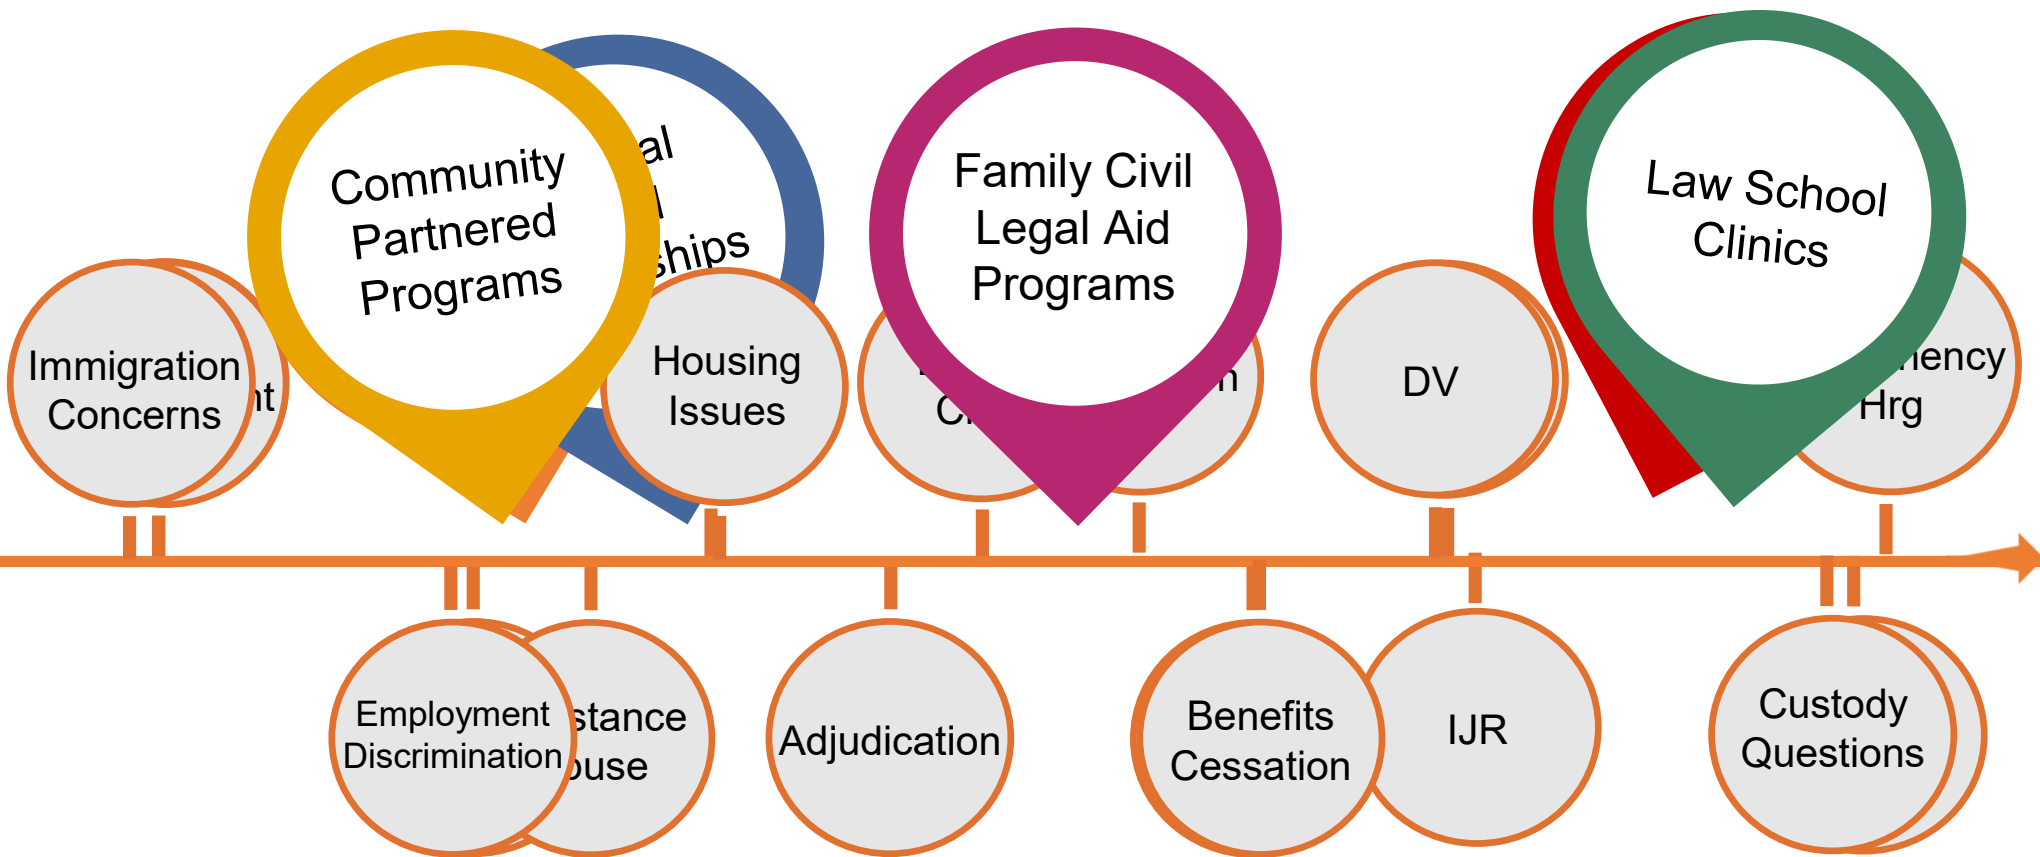 Community
Partnered
Programs
Family Civil
Legal Aid
Programs
Law School
Clinics
Immigration
Concerns
Housing
Issues
DV
Hrg
Employment
Discrimination
Adjudication
Benefits
Cessation
IJR
Custody
Questions